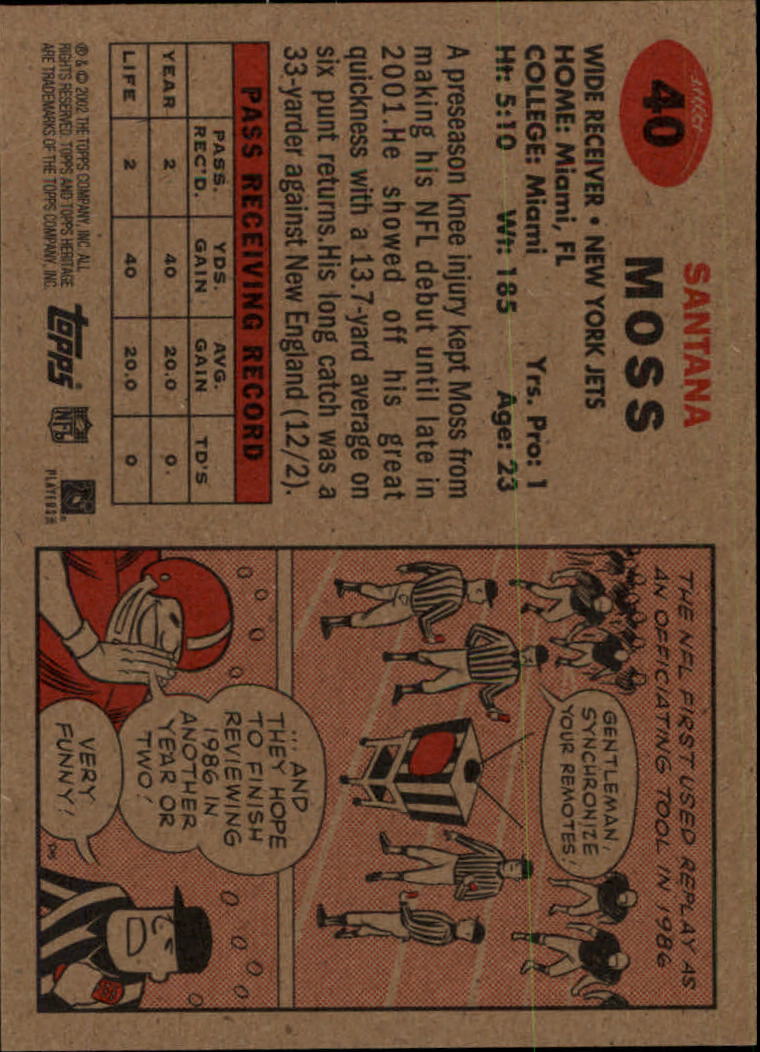 40
SANTANA
MOSS
WIDE RECEIVER • NEW YORK JETS
HOME: Miami, FL
COLLEGE: Miami Yrs. Pro: 1
Ht: 5:10 Wt: 185 Age: 23
A preseason knee injury kept Moss from
making his NFL debut until late in
2001.He showed off his great
quickness with a 13.7-yard average on
six punt returns.His long catch was a
33-yarder against New England (12/2).
PASS RECEIVING RECORD
PASS. REC'D. YDS. GAIN AVG. GAIN TD'S
YEAR 2 40 20.0 0
LIFE 2 40 20.0 0
® & © 2002 THE TOPPS COMPANY, INC. ALL
RIGHTS RESERVED. TOPPS AND TOPPS HERITAGE
ARE TRADEMARKS OF THE TOPPS COMPANY, INC.
topps
NFL
PLAYERS
THE NFL FIRST USED REPLAY AS
AN OFFICIATING TOOL IN 1986
GENTLEMAN,
SYNCHRONIZE
YOUR REMOTES!
... AND
THEY HOPE
TO FINISH
REVIEWING
1986 IN
ANOTHER
YEAR OR
TWO!
VERY
FUNNY!